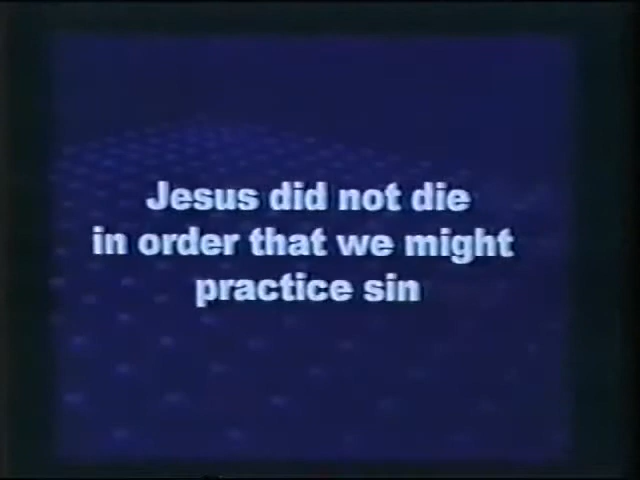 Jesus did not die
in order that we might
practice sin